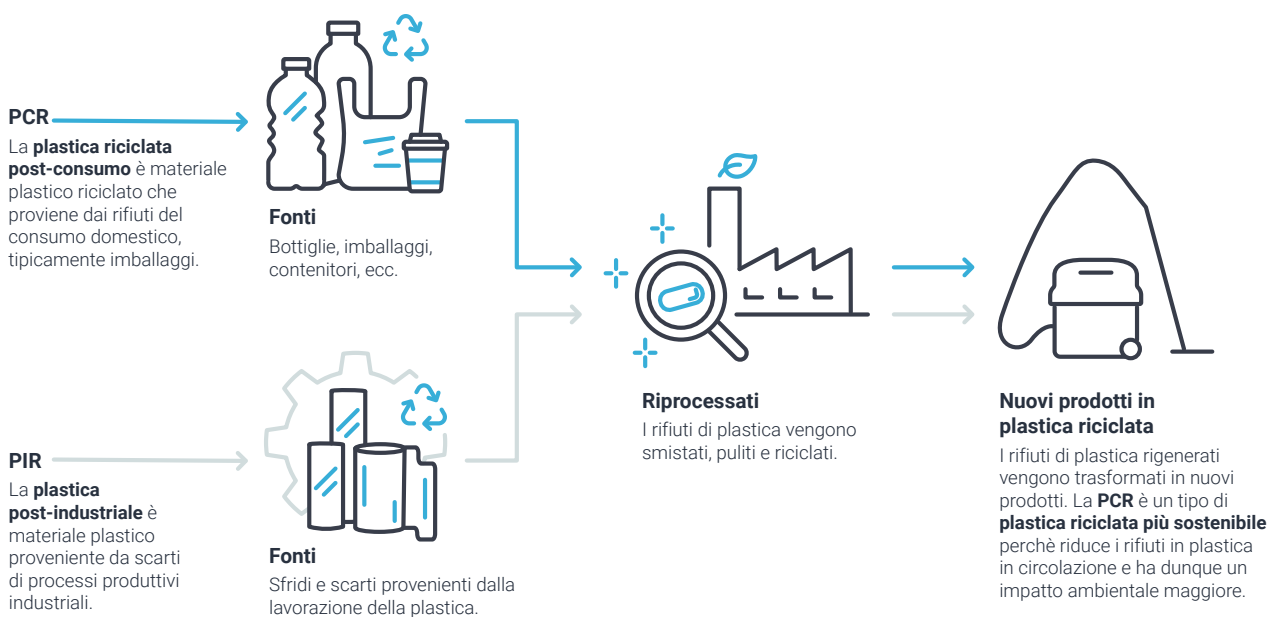 PCR
La plastica riciclata
post-consumo è materiale
plastico riciclato che
proviene dai rifiuti del
consumo domestico,
tipicamente imballaggi.
Fonti
Bottiglie, imballaggi,
contenitori, ecc.
PIR
La plastica
post-industriale è
materiale plastico
proveniente da scarti
di processi produttivi
industriali.
Fonti
Sfridi e scarti provenienti dalla
lavorazione della plastica.
Riprocessati
I rifiuti di plastica vengono
smistati, puliti e riciclati.
Nuovi prodotti in
plastica riciclata
I rifiuti di plastica rigenerati
vengono trasformati in nuovi
prodotti. La PCR è un tipo di
plastica riciclata più sostenibile
perchè riduce i rifiuti in plastica
in circolazione e ha dunque un
impatto ambientale maggiore.